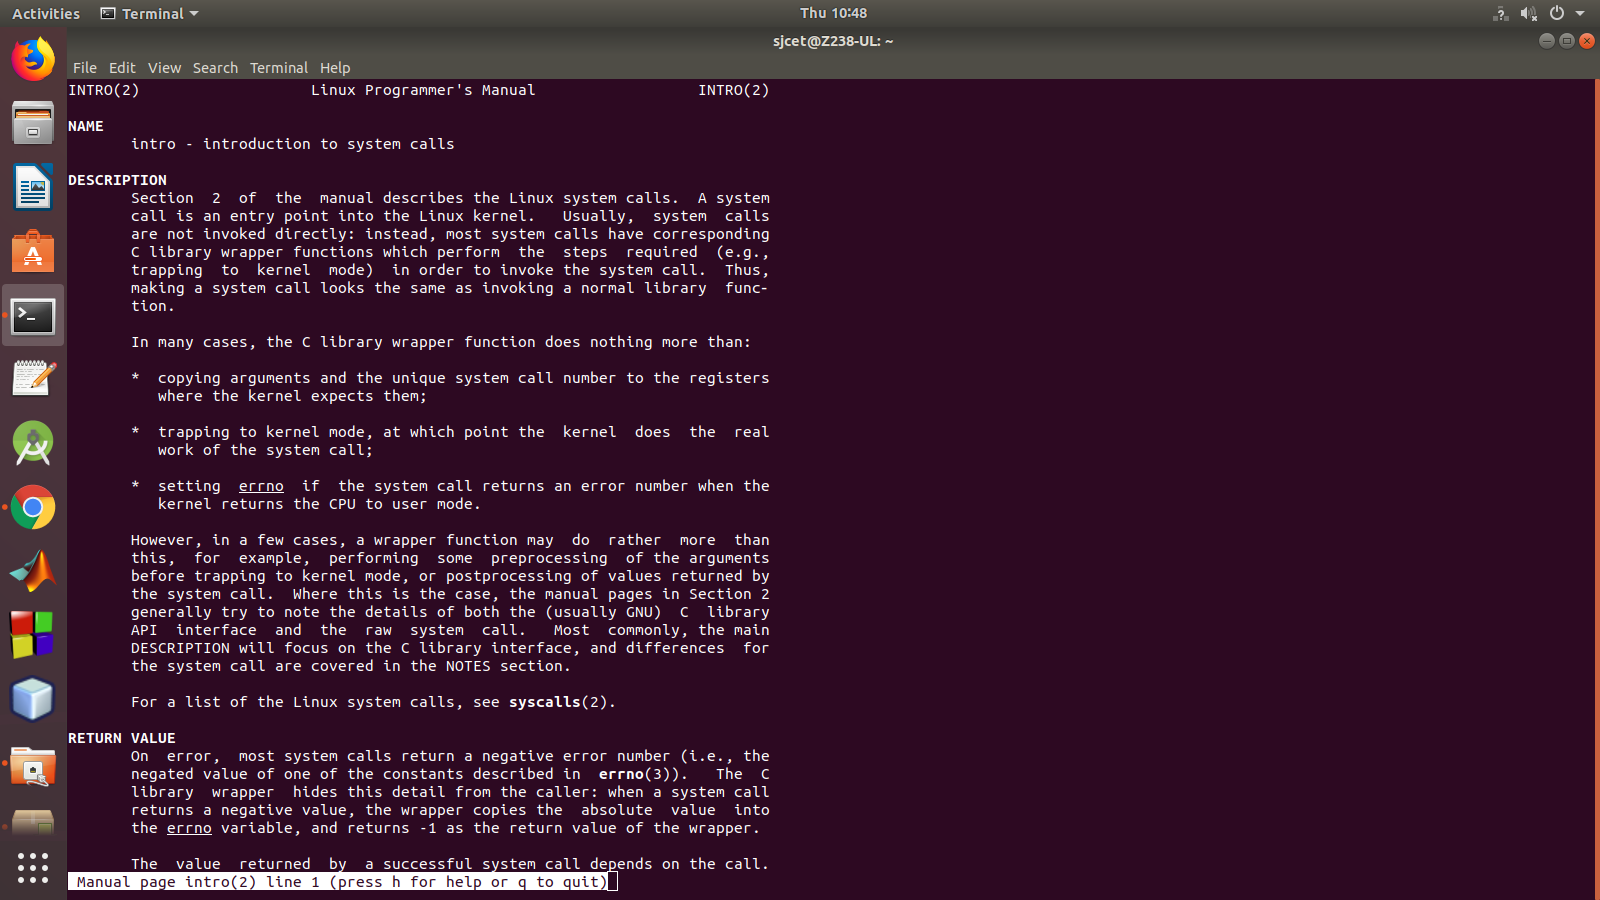 Activities Terminal Thu 10:48
sjcet@Z238-UL: ~
File Edit View Search Terminal Help
INTRO(2) Linux Programmer's Manual INTRO(2)
NAME
intro - introduction to system calls
DESCRIPTION
Section 2 of the manual describes the Linux system calls. A system
call is an entry point into the Linux kernel. Usually, system calls
are not invoked directly: instead, most system calls have corresponding
C library wrapper functions which perform the steps required (e.g.,
trapping to kernel mode) in order to invoke the system call. Thus,
making a system call looks the same as invoking a normal library func-
tion.
In many cases, the C library wrapper function does nothing more than:
* copying arguments and the unique system call number to the registers
where the kernel expects them;
* trapping to kernel mode, at which point the kernel does the real
work of the system call;
* setting errno if the system call returns an error number when the
kernel returns the CPU to user mode.
However, in a few cases, a wrapper function may do rather more than
this, for example, performing some preprocessing of the arguments
before trapping to kernel mode, or postprocessing of values returned by
the system call. Where this is the case, the manual pages in Section 2
generally try to note the details of both the (usually GNU) C library
API interface and the raw system call. Most commonly, the main
DESCRIPTION will focus on the C library interface, and differences for
the system call are covered in the NOTES section.
For a list of the Linux system calls, see syscalls(2).
RETURN VALUE
On error, most system calls return a negative error number (i.e., the
negated value of one of the constants described in errno(3)). The C
library wrapper hides this detail from the caller: when a system call
returns a negative value, the wrapper copies the absolute value into
the errno variable, and returns -1 as the return value of the wrapper.
The value returned by a successful system call depends on the call.
Manual page intro(2) line 1 (press h for help or q to quit)